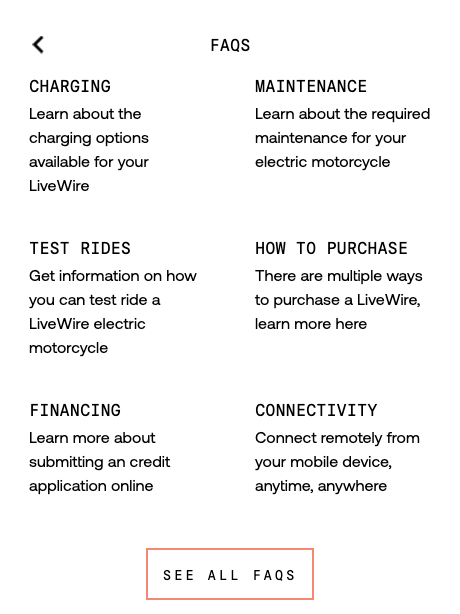 FAQS
CHARGING
Learn about the
charging options
available for your
LiveWire
MAINTENANCE
Learn about the required
maintenance for your
electric motorcycle
TEST RIDES
Get information on how
you can test ride a
LiveWire electric
motorcycle
HOW TO PURCHASE
There are multiple ways
to purchase a LiveWire,
learn more here
FINANCING
Learn more about
submitting an credit
application online
CONNECTIVITY
Connect remotely from
your mobile device,
anytime, anywhere
SEE ALL FAQS